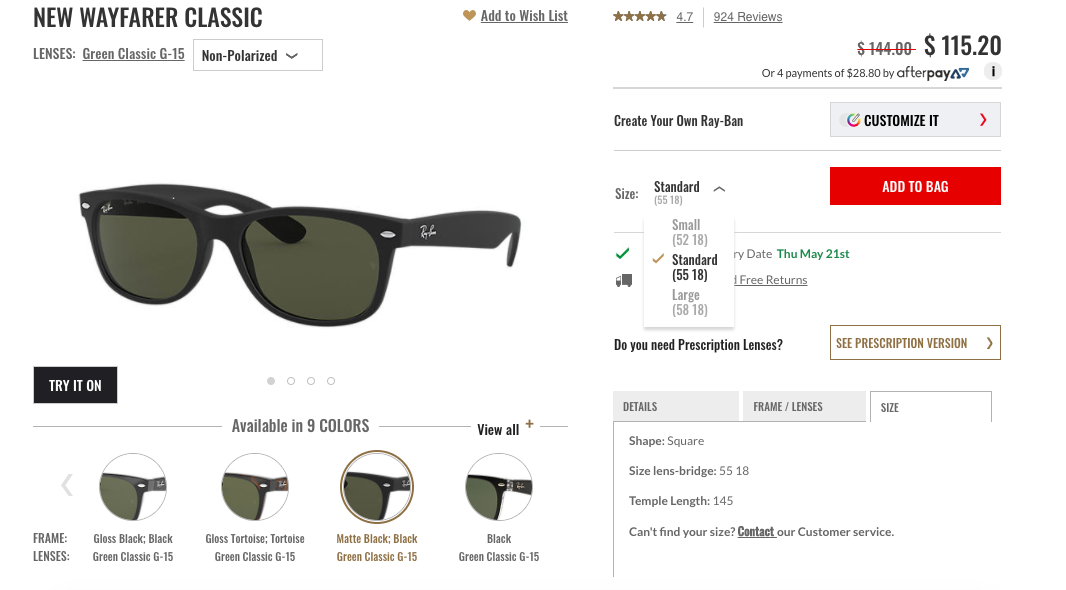 NEW WAYFARER CLASSIC
Add to Wish List
LENSES: Green Classic G-15 Non-Polarized
Ray-Ban
Ray-Ban
TRY IT ON
Available in 9 COLORS
View all +
FRAME: Gloss Black; Black Gloss Tortoise; Tortoise Matte Black; Black Black
LENSES: Green Classic G-15 Green Classic G-15 Green Classic G-15 Green Classic G-15
4.7 924 Reviews
$ 144.00 $ 115.20
Or 4 payments of $28.80 by afterpay i
Create Your Own Ray-Ban CUSTOMIZE IT
Size: Standard (55 18) ADD TO BAG
Small
(52 18)
Standard
(55 18)
Large
(58 18)
ry Date Thu May 21st
d Free Returns
Do you need Prescription Lenses? SEE PRESCRIPTION VERSION
DETAILS FRAME / LENSES SIZE
Shape: Square
Size lens-bridge: 55 18
Temple Length: 145
Can't find your size? Contact our Customer service.